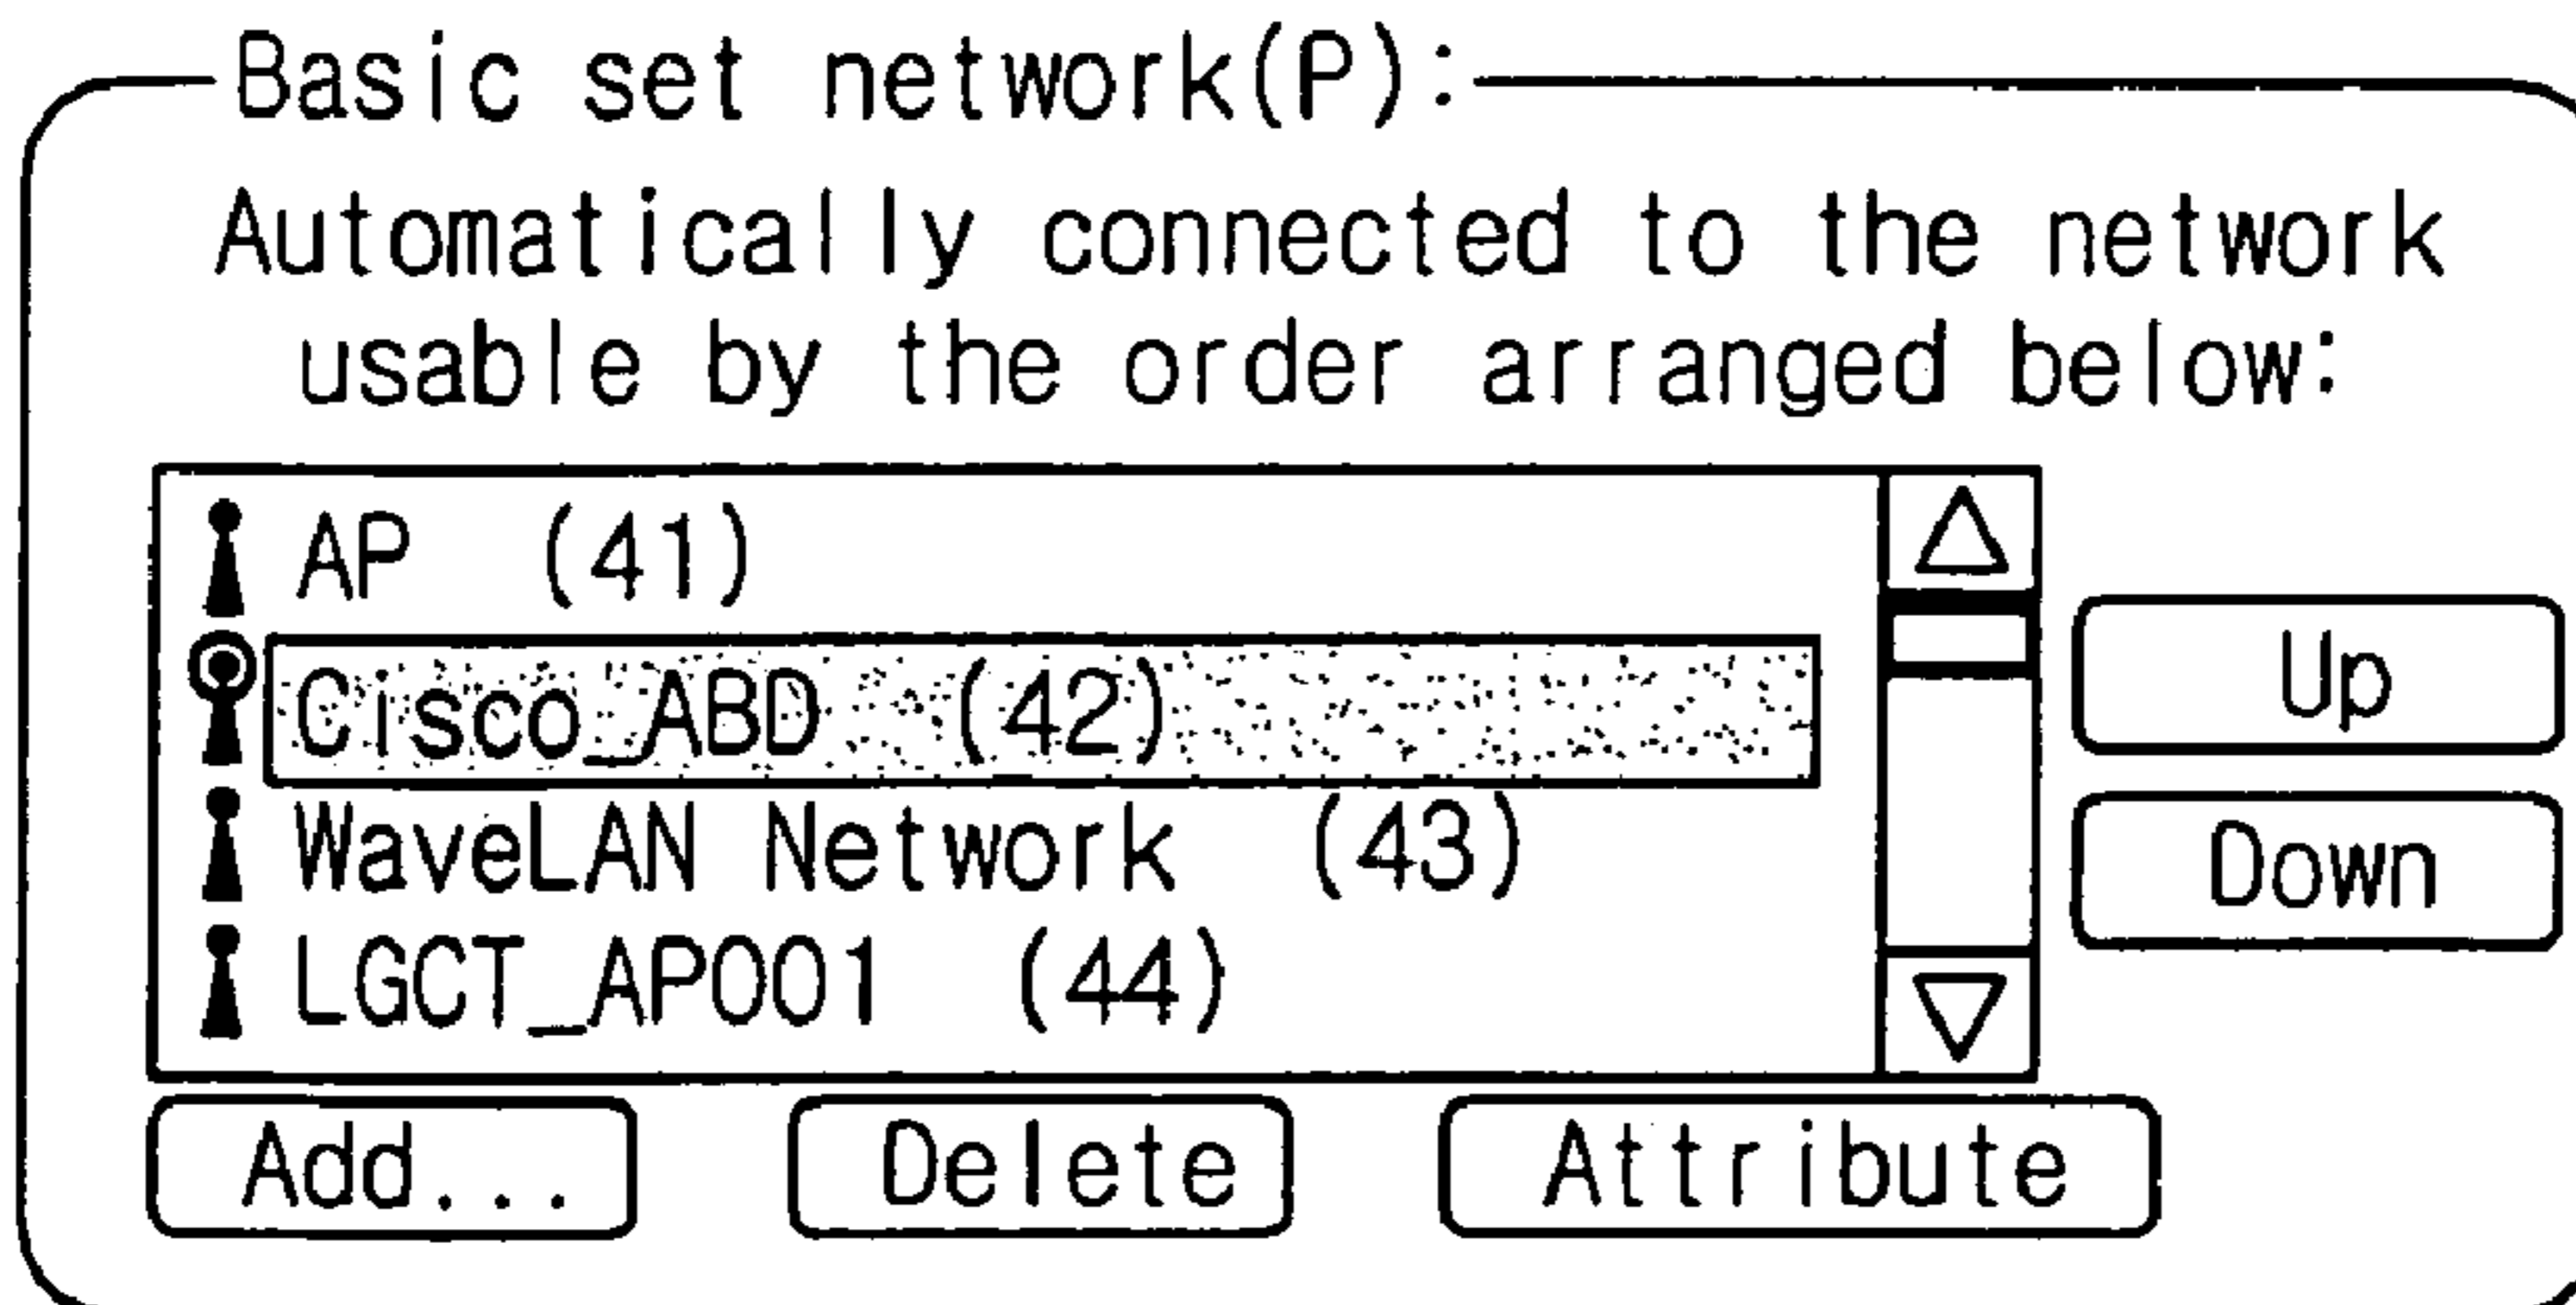 Basic set network(P):
Automatically connected to the network
usable by the order arranged below:
AP (41)
Cisco_ABD (42)
WaveLAN Network (43)
LGCT_AP001 (44)
Up
Down
Add...
Delete
Attribute